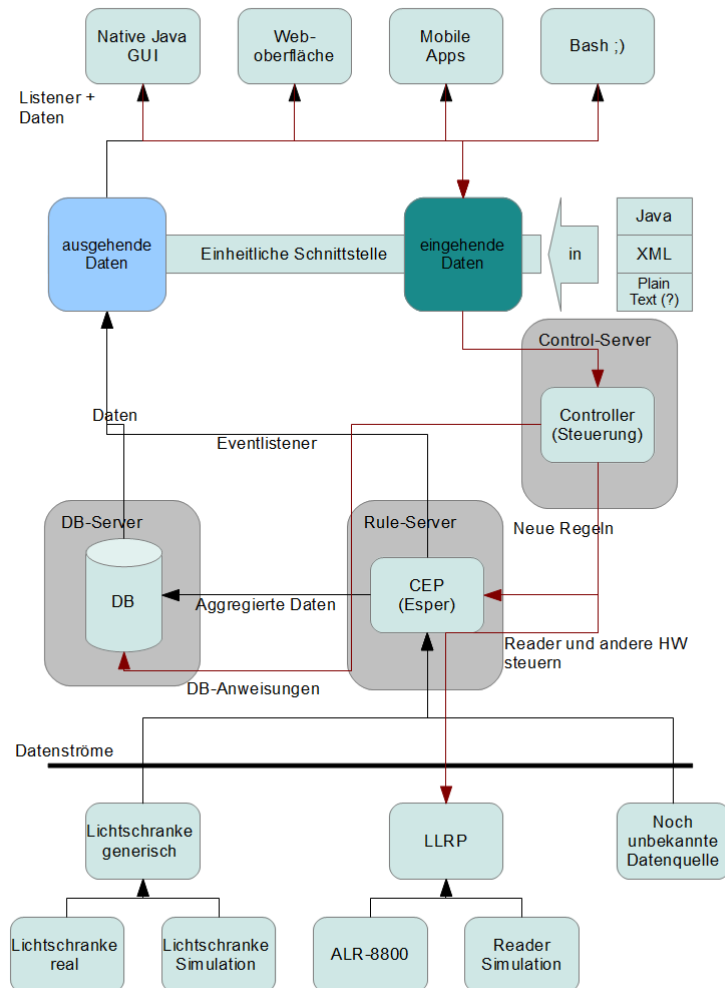 Native Java
GUI
Web-
oberfläche
Mobile
Apps
Bash ;)
Listener +
Daten
ausgehende
Daten
Einheitliche Schnittstelle
eingehende
Daten
in
Java
XML
Plain
Text (?)
Control-Server
Controller
(Steuerung)
Daten
Eventlistener
Neue Regeln
DB-Server
Rule-Server
DB
Aggregierte Daten
CEP
(Esper)
Reader und andere HW
steuern
DB-Anweisungen
Datenströme
Lichtschranke
generisch
LLRP
Noch
unbekannte
Datenquelle
Lichtschranke
real
Lichtschranke
Simulation
ALR-8800
Reader
Simulation